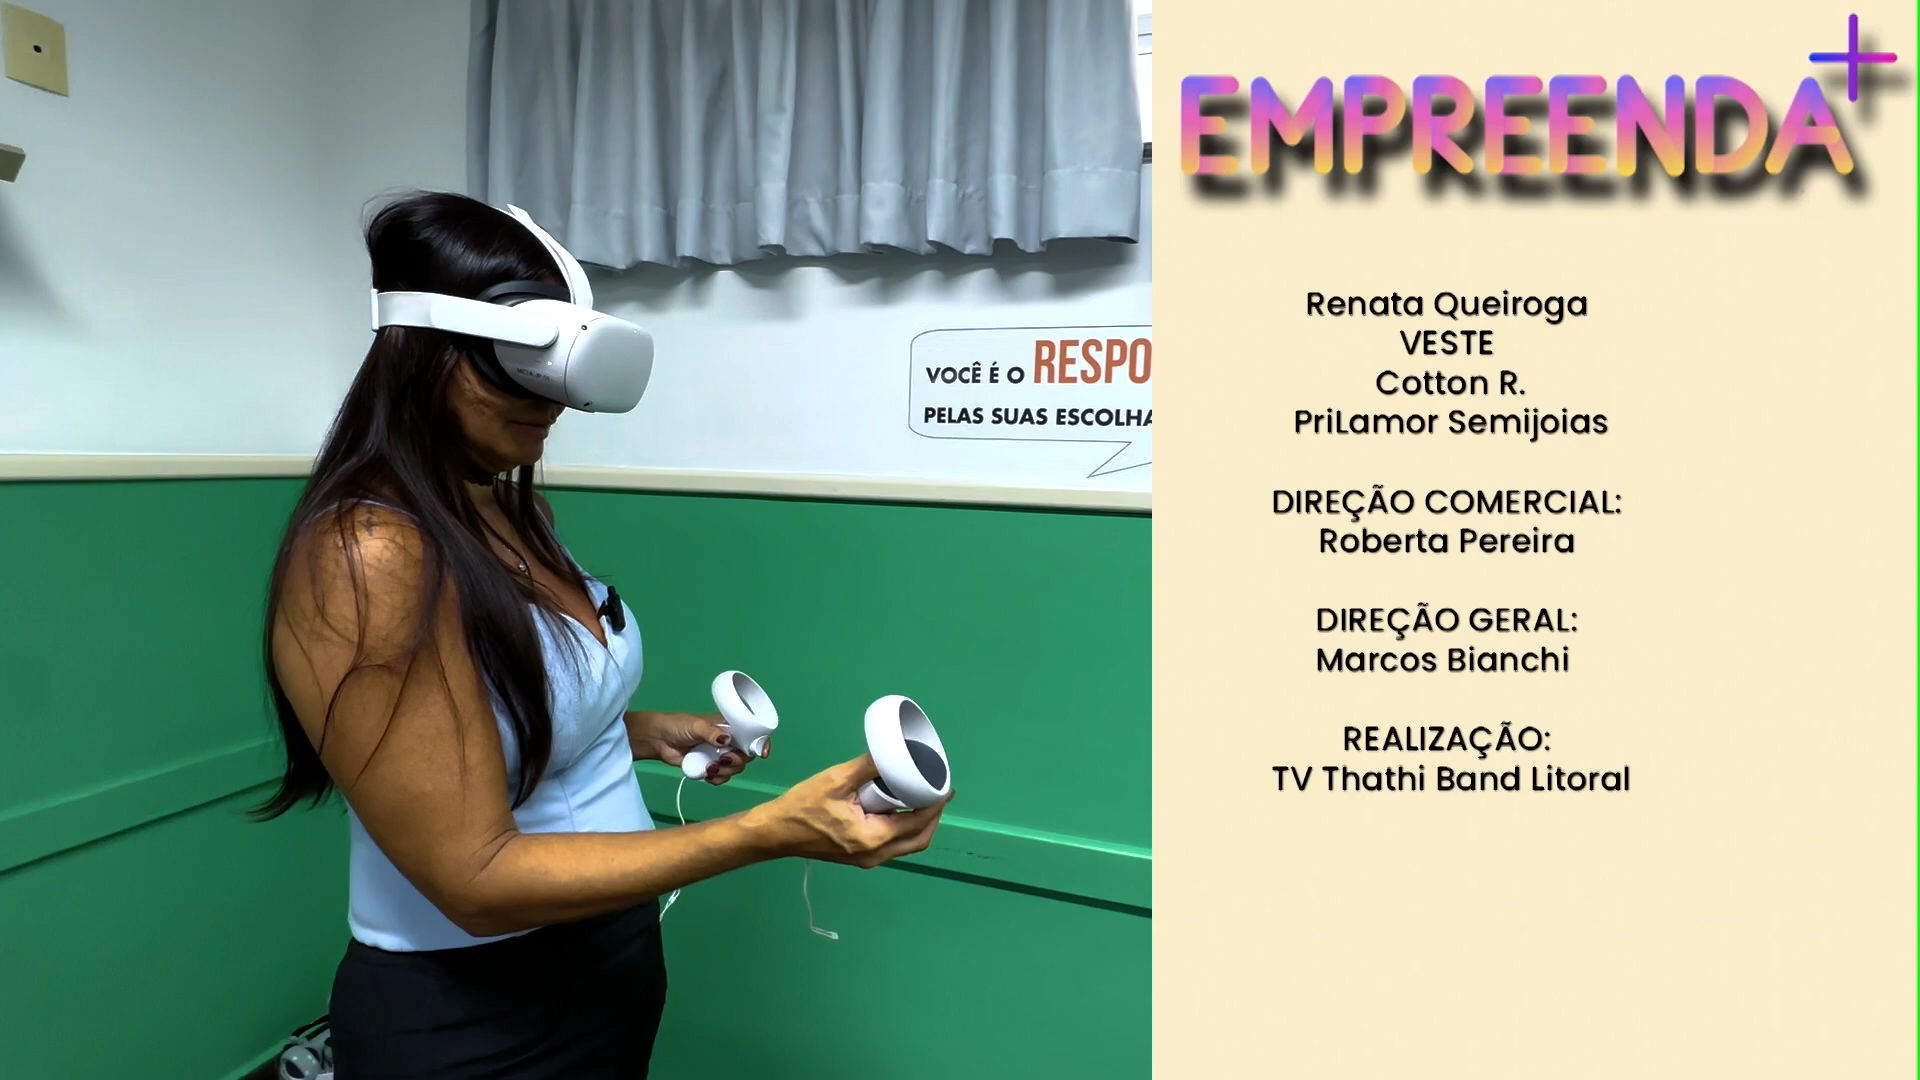 VOCÊ É O RESPO
PELAS SUAS ESCOLHA
EMPREENDA+
Renata Queiroga
VESTE
Cotton R.
PriLamor Semijoias
DIREÇÃO COMERCIAL:
Roberta Pereira
DIREÇÃO GERAL:
Marcos Bianchi
REALIZAÇÃO:
TV Thathi Band Litoral